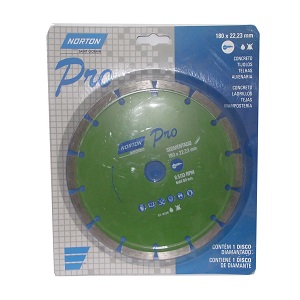 NORTON
180 x 22,23 mm
Pro
CONCRETO
TIJOLOS
TELHAS
ALVENARIA
CONCRETO
LADRILLOS
TEJAS
MAMPOSTERIA
NORTON
Pro
SEGMENTADO
180 x 22,23 mm
CONTÉM 1 DISCO
DIAMANTADO
CONTIENE 1 DISCO
DE DIAMANTE